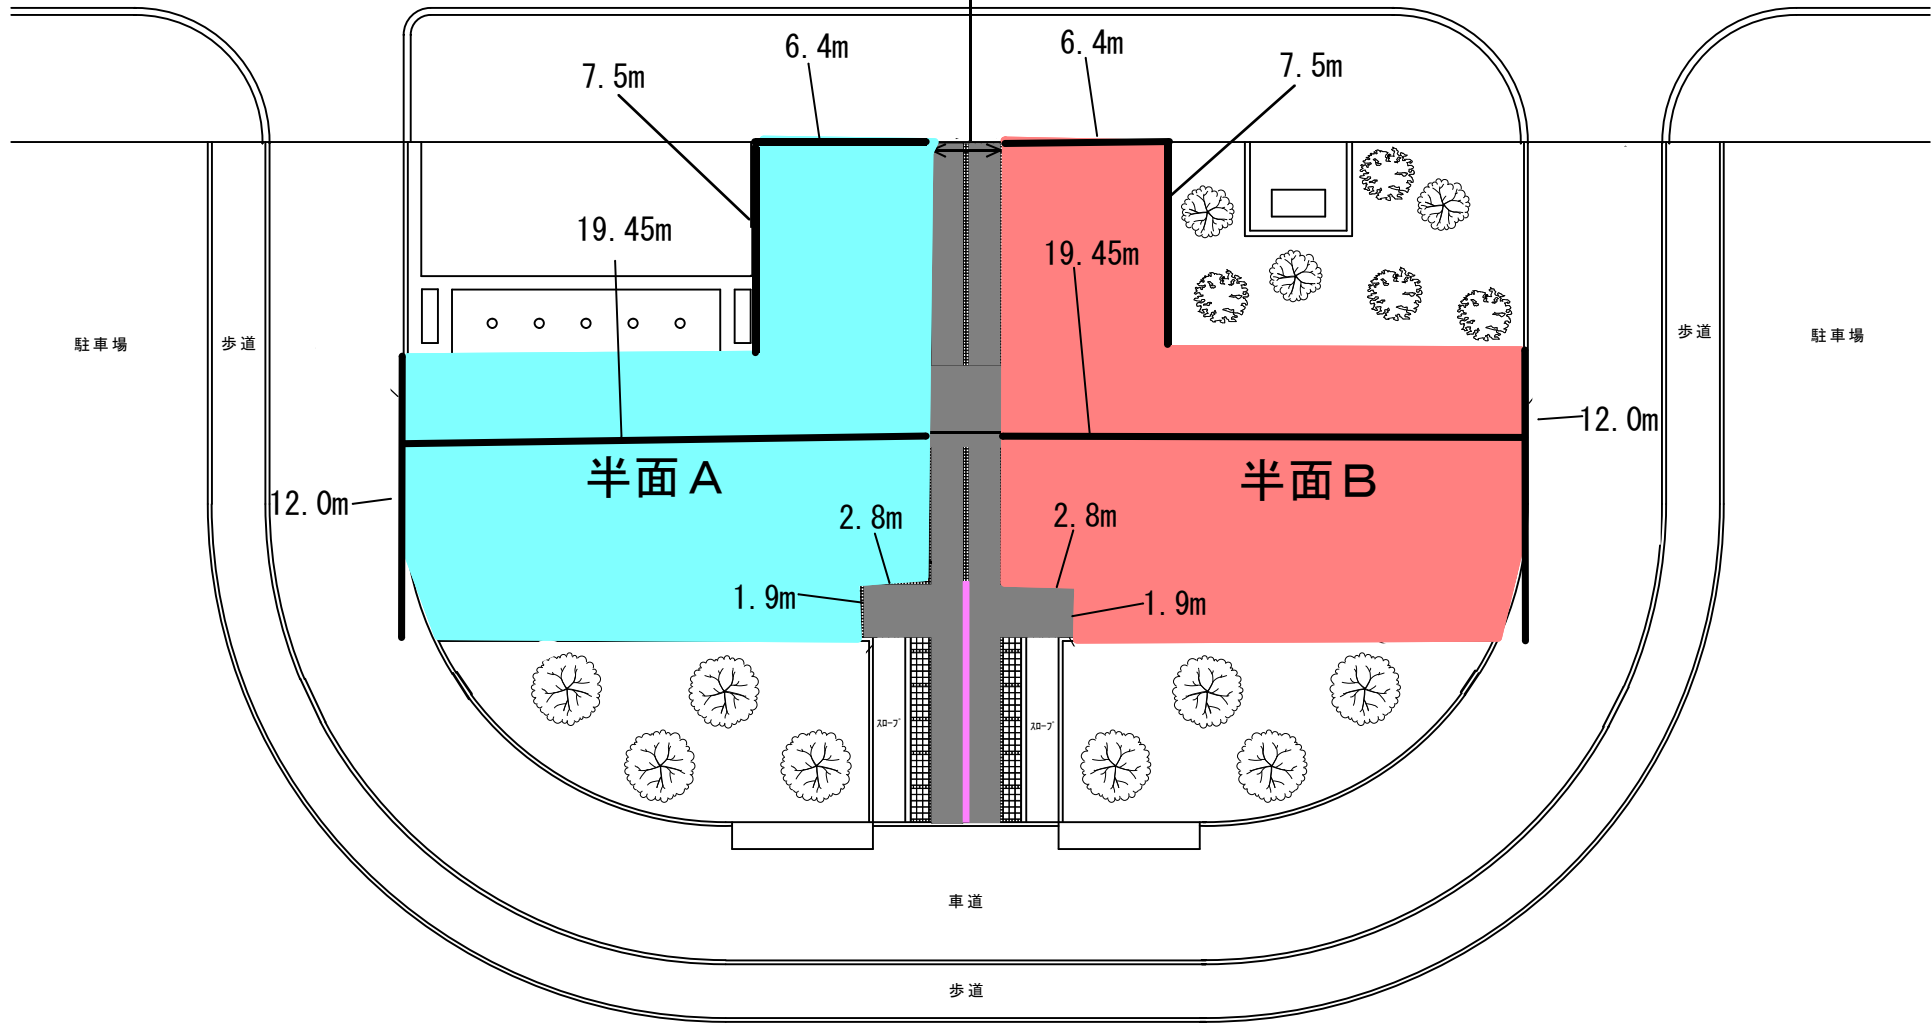 6.4m
6.4m
7.5m
7.5m
19.45m
19.45m
駐車場
歩道
歩道
駐車場
12.0m
半面A
半面B
12.0m
2.8m
2.8m
1.9m
1.9m
ｽﾛｰﾌﾟ
ｽﾛｰﾌﾟ
車道
歩道